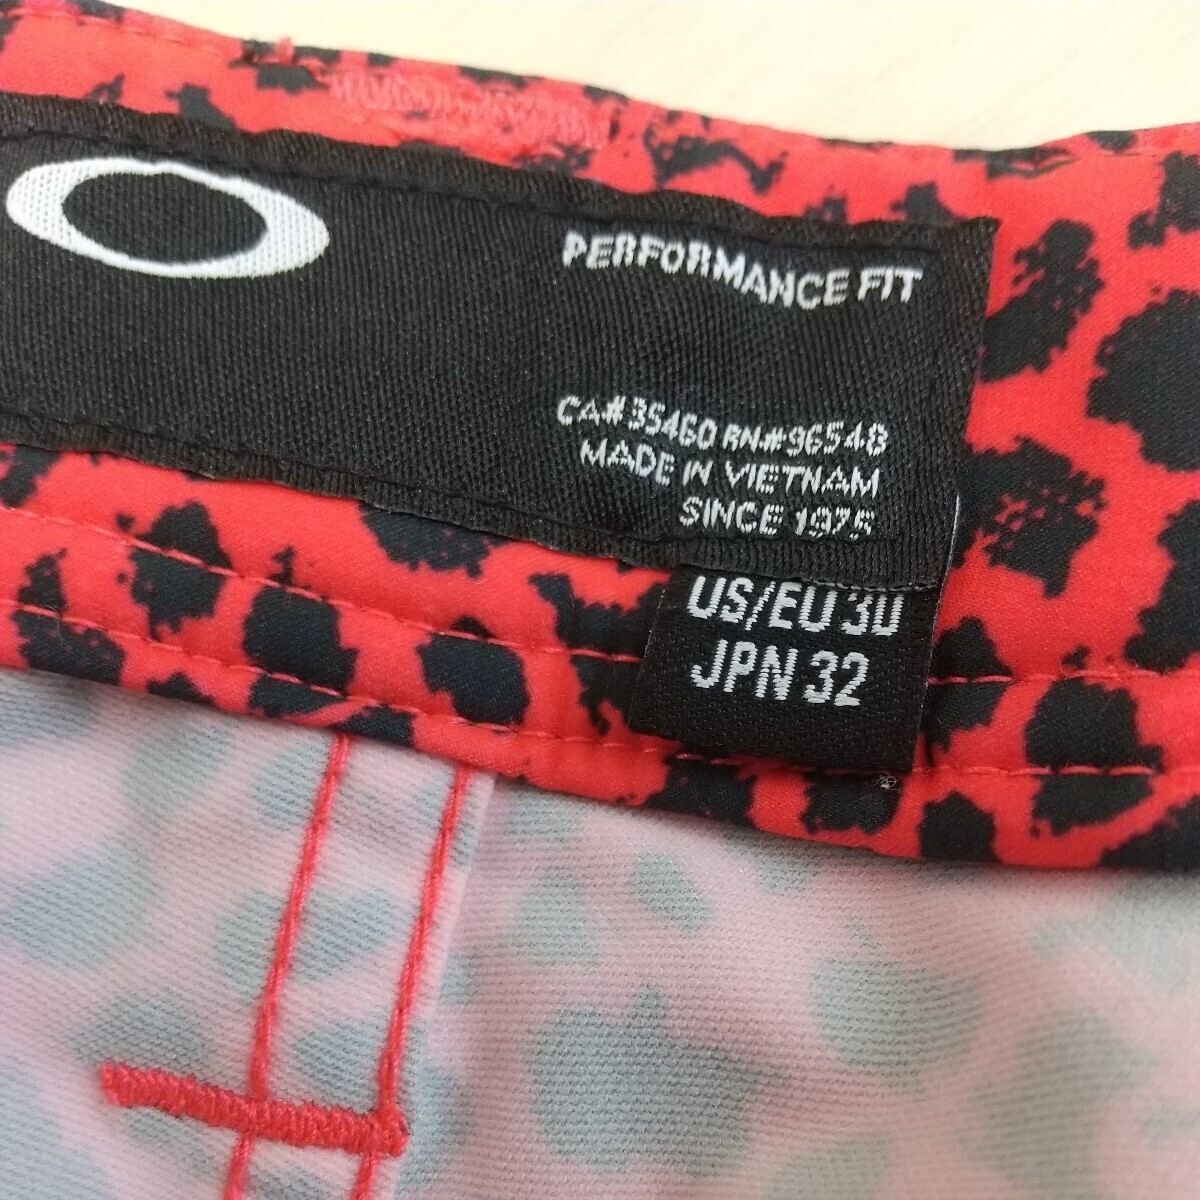 PERFORMANCE FIT
CA#35460 RN#96548
MADE IN VIETNAM
SINCE 1975
US/EU 30
JPN 32